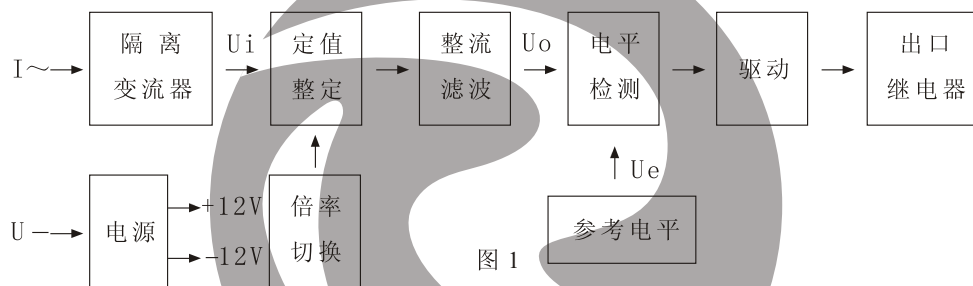 隔离
变流器
Ui
定值
整定
整流
滤波
Uo
电平
检测
驱动
出口
继电器
I～
Ue
U－
电源
+12V
-12V
倍率
切换
参考电平
图1